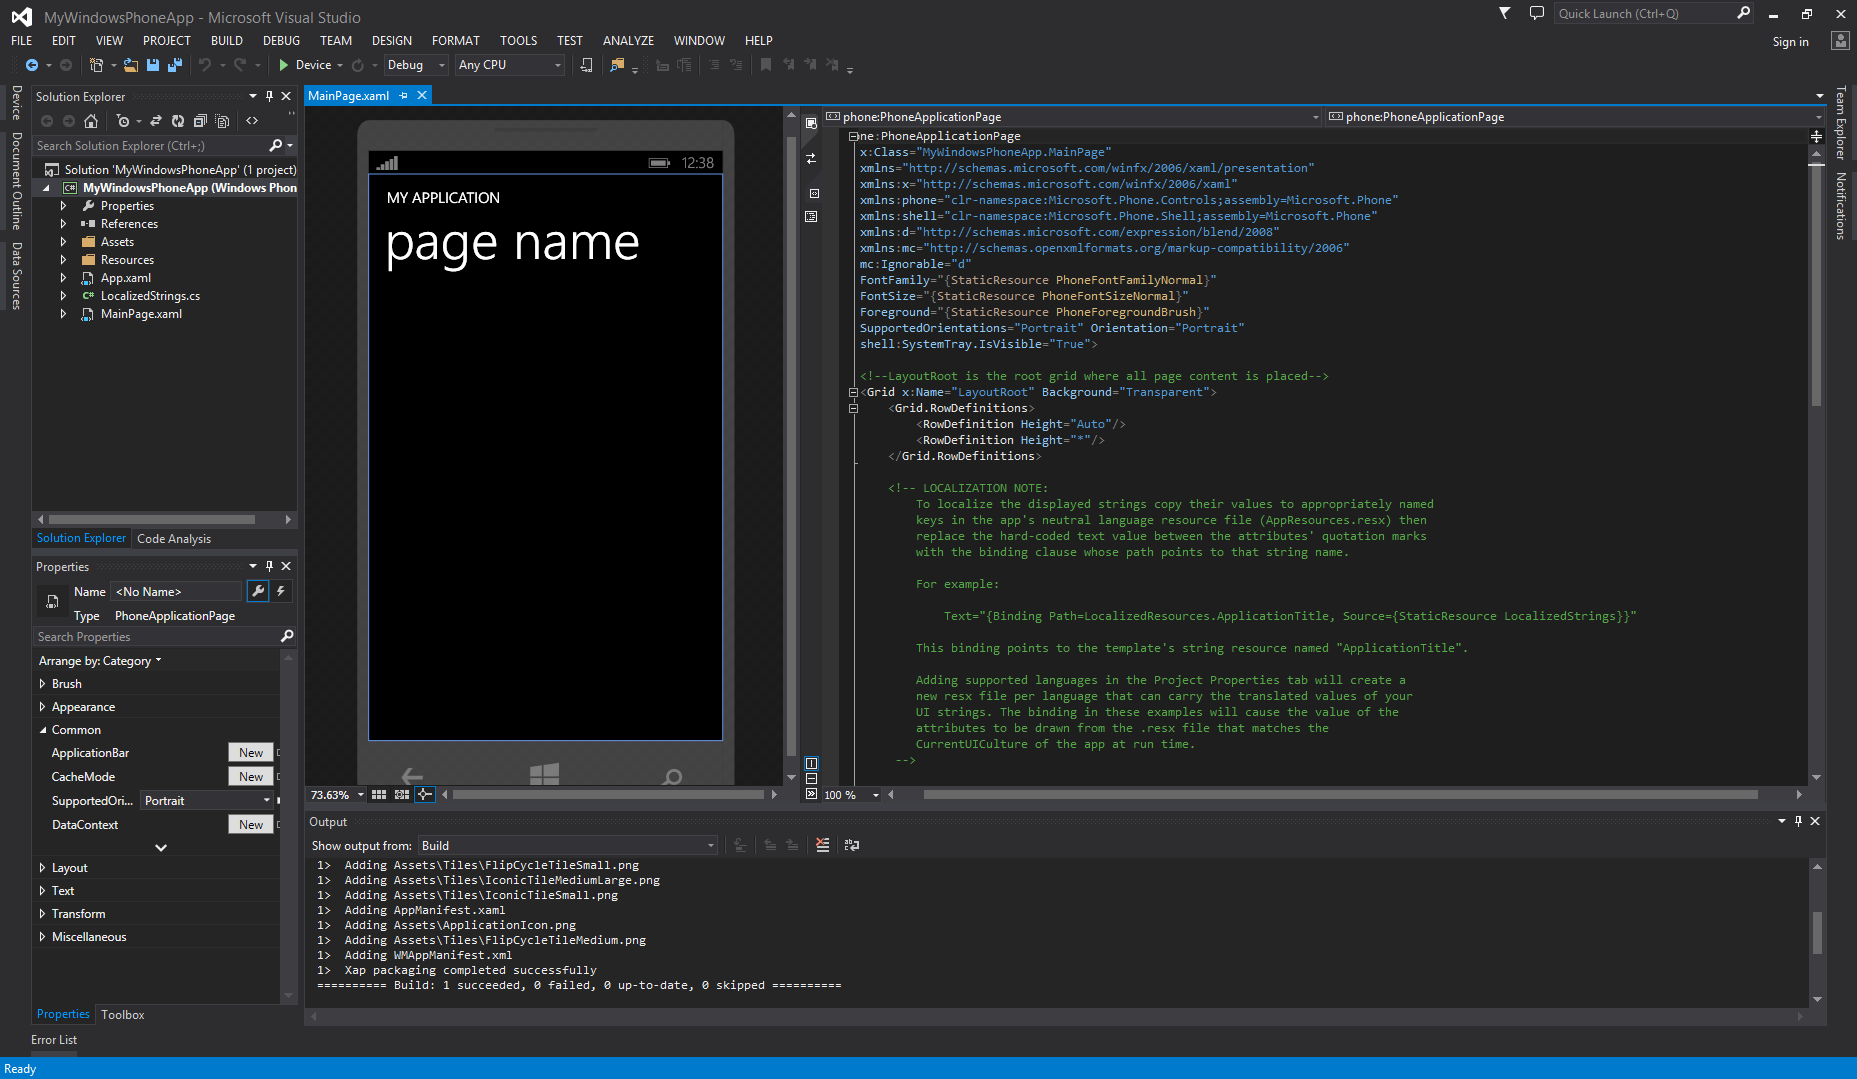 MyWindowsPhoneApp - Microsoft Visual Studio
Quick Launch (Ctrl+Q)
FILE EDIT VIEW PROJECT BUILD DEBUG TEAM DESIGN FORMAT TOOLS TEST ANALYZE WINDOW HELP
Sign in
Device Debug Any CPU
Device
Document Outline
Data Sources
Solution Explorer
Search Solution Explorer (Ctrl+;)
Solution 'MyWindowsPhoneApp' (1 project)
MyWindowsPhoneApp (Windows Phon
Properties
References
Assets
Resources
App.xaml
C# LocalizedStrings.cs
MainPage.xaml
Solution Explorer Code Analysis
Properties
Name <No Name>
Type PhoneApplicationPage
Search Properties
Arrange by: Category
Brush
Appearance
Common
ApplicationBar New
CacheMode New
SupportedOri... Portrait
DataContext New
Layout
Text
Transform
Miscellaneous
Properties Toolbox
Error List
Ready
MainPage.xaml
12:38
MY APPLICATION
page name
73.63%
phone:PhoneApplicationPage phone:PhoneApplicationPage
ne:PhoneApplicationPage
x:Class="MyWindowsPhoneApp.MainPage"
xmlns="http://schemas.microsoft.com/winfx/2006/xaml/presentation"
xmlns:x="http://schemas.microsoft.com/winfx/2006/xaml"
xmlns:phone="clr-namespace:Microsoft.Phone.Controls;assembly=Microsoft.Phone"
xmlns:shell="clr-namespace:Microsoft.Phone.Shell;assembly=Microsoft.Phone"
xmlns:d="http://schemas.microsoft.com/expression/blend/2008"
xmlns:mc="http://schemas.openxmlformats.org/markup-compatibility/2006"
mc:Ignorable="d"
FontFamily="{StaticResource PhoneFontFamilyNormal}"
FontSize="{StaticResource PhoneFontSizeNormal}"
Foreground="{StaticResource PhoneForegroundBrush}"
SupportedOrientations="Portrait" Orientation="Portrait"
shell:SystemTray.IsVisible="True">
<!--LayoutRoot is the root grid where all page content is placed-->
<Grid x:Name="LayoutRoot" Background="Transparent">
<Grid.RowDefinitions>
<RowDefinition Height="Auto"/>
<RowDefinition Height="*"/>
</Grid.RowDefinitions>
<!-- LOCALIZATION NOTE:
To localize the displayed strings copy their values to appropriately named
keys in the app's neutral language resource file (AppResources.resx) then
replace the hard-coded text value between the attributes' quotation marks
with the binding clause whose path points to that string name.
For example:
Text="{Binding Path=LocalizedResources.ApplicationTitle, Source={StaticResource LocalizedStrings}}"
This binding points to the template's string resource named "ApplicationTitle".
Adding supported languages in the Project Properties tab will create a
new resx file per language that can carry the translated values of your
UI strings. The binding in these examples will cause the value of the
attributes to be drawn from the .resx file that matches the
CurrentUICulture of the app at run time.
-->
100 %
Team Explorer
Notifications
Output
Show output from: Build
1> Adding Assets\Tiles\FlipCycleTileSmall.png
1> Adding Assets\Tiles\IconicTileMediumLarge.png
1> Adding Assets\Tiles\IconicTileSmall.png
1> Adding AppManifest.xaml
1> Adding Assets\ApplicationIcon.png
1> Adding Assets\Tiles\FlipCycleTileMedium.png
1> Adding WMAppManifest.xml
1> Xap packaging completed successfully
========== Build: 1 succeeded, 0 failed, 0 up-to-date, 0 skipped ==========